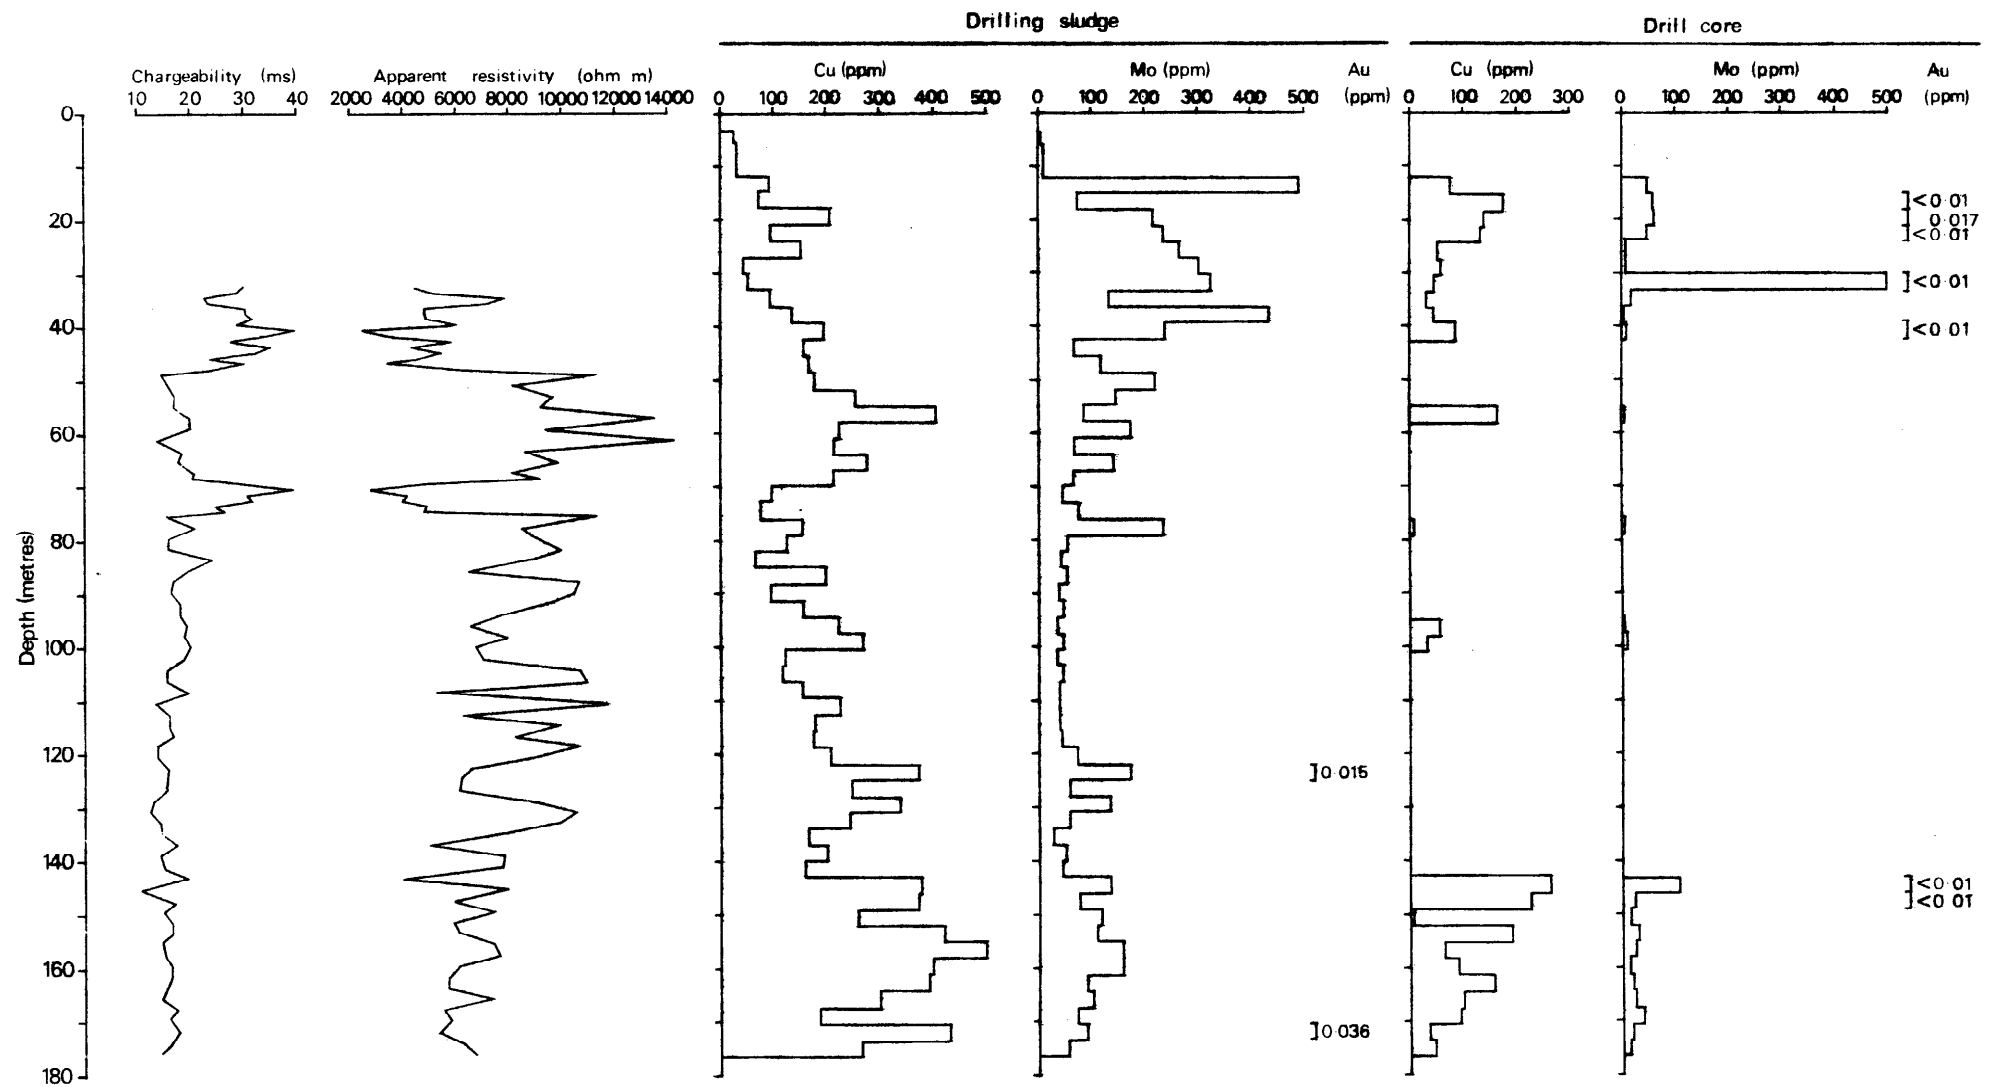 Drilling sludge
Drill core
Chargeability (ms)
Apparent resistivity (ohm m)
Cu (ppm)
Mo (ppm)
Au
(ppm)
Cu (ppm)
Mo (ppm)
Au
(ppm)
10 20 30 40
2000 4000 6000 8000 10000 12000 14000
0 100 200 300 400 500
0 100 200 300 400 500
0 100 200 300
0 100 200 300 400 500
Depth (metres)
0
20
40
60
80
100
120
140
160
180
0·015
0·036
<0·01
0·017
<0·01
<0·01
<0·01
<0·01
<0·01